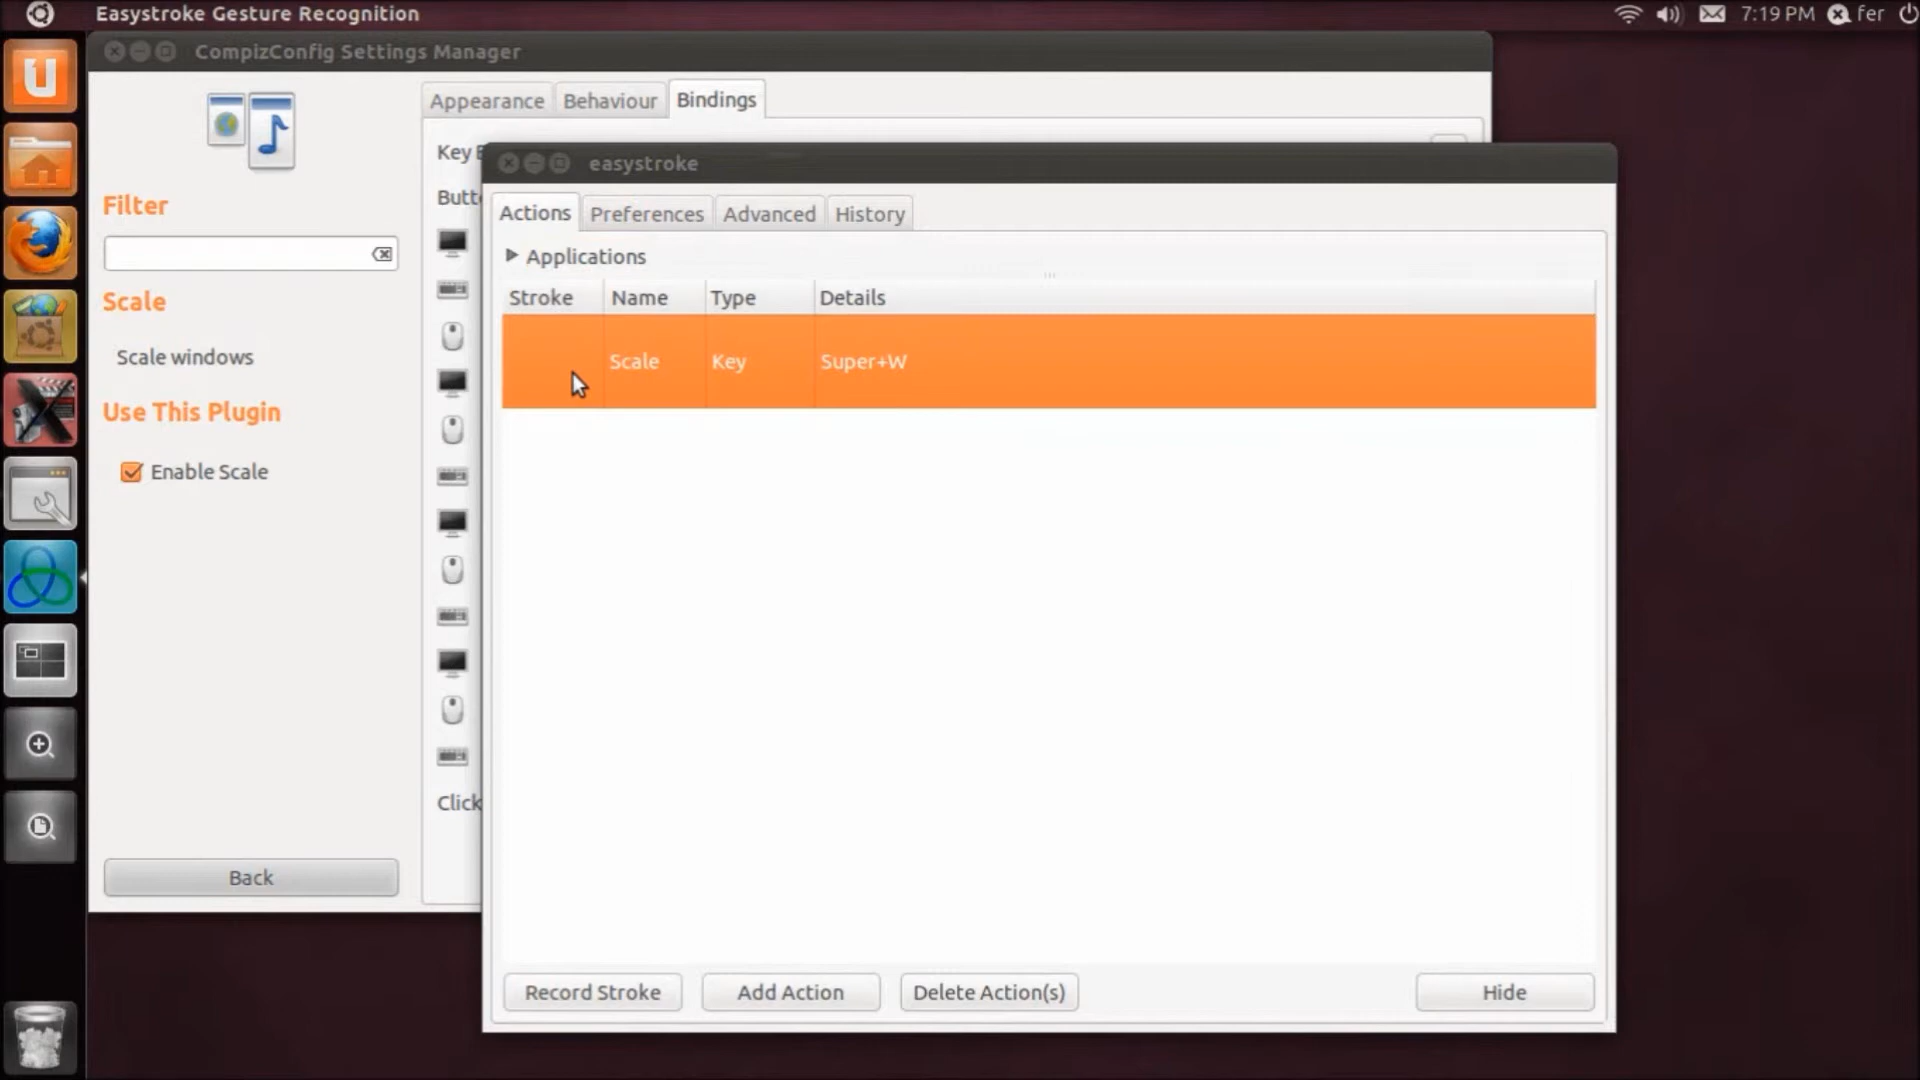 Easystroke Gesture Recognition
7:19 PM
fer
CompizConfig Settings Manager
Appearance
Behaviour
Bindings
Filter
Scale
Scale windows
Use This Plugin
Enable Scale
Back
Key
Click
easystroke
Actions
Preferences
Advanced
History
Applications
Stroke
Name
Type
Details
Scale
Key
Super+W
Record Stroke
Add Action
Delete Action(s)
Hide